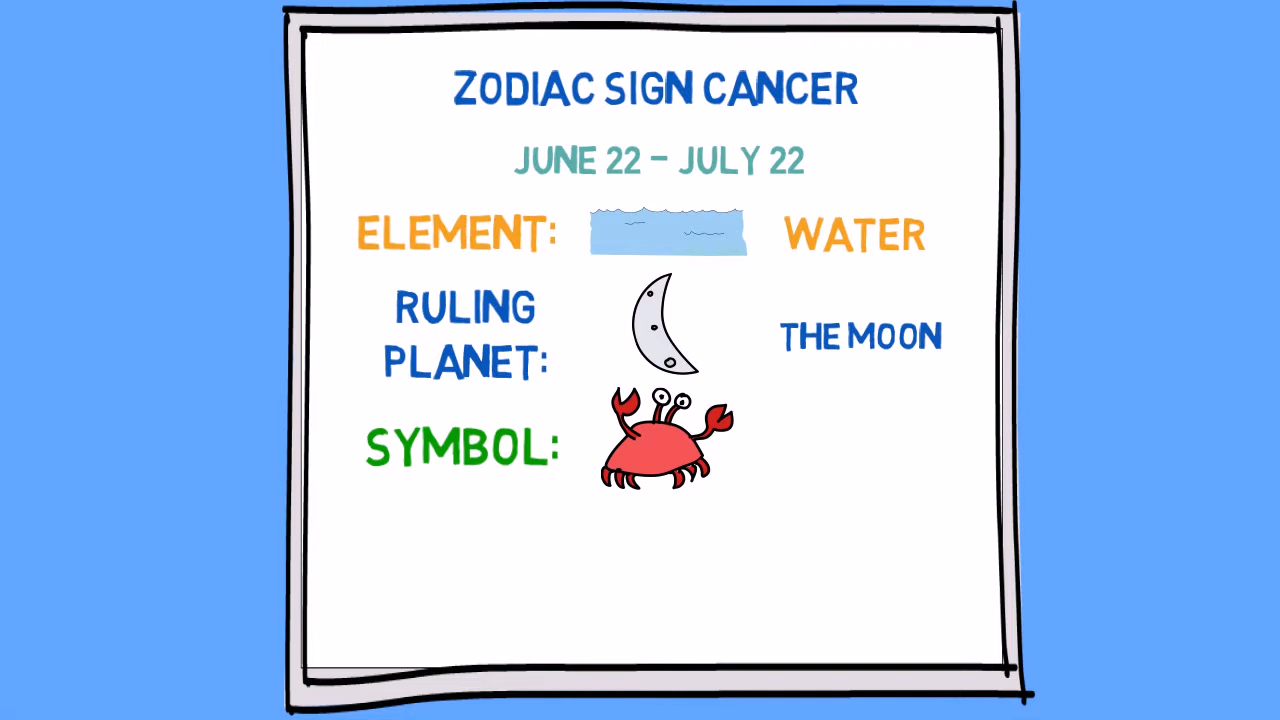 ZODIAC SIGN CANCER
JUNE 22 – JULY 22
ELEMENT: WATER
RULING
PLANET:
THE MOON
SYMBOL: